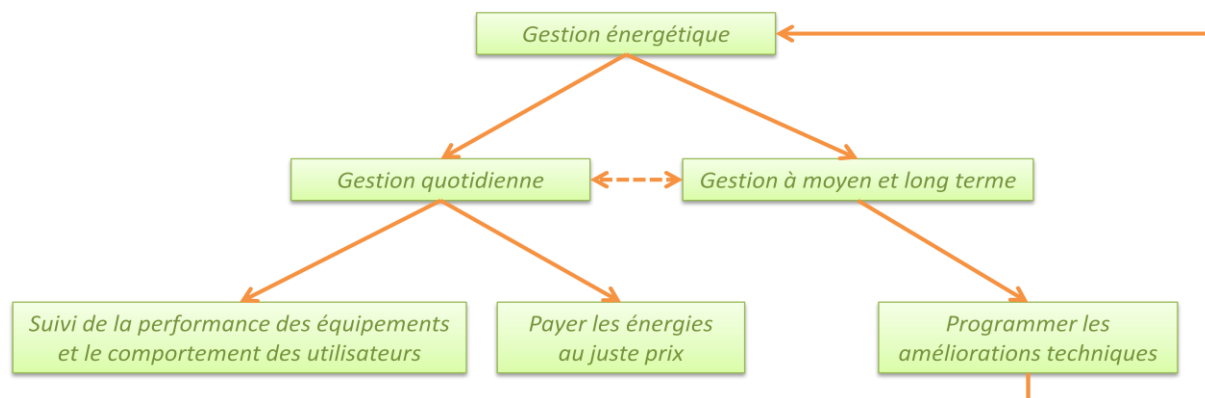 Gestion énergétique
Gestion quotidienne
Gestion à moyen et long terme
Suivi de la performance des équipements
et le comportement des utilisateurs
Payer les énergies
au juste prix
Programmer les
améliorations techniques